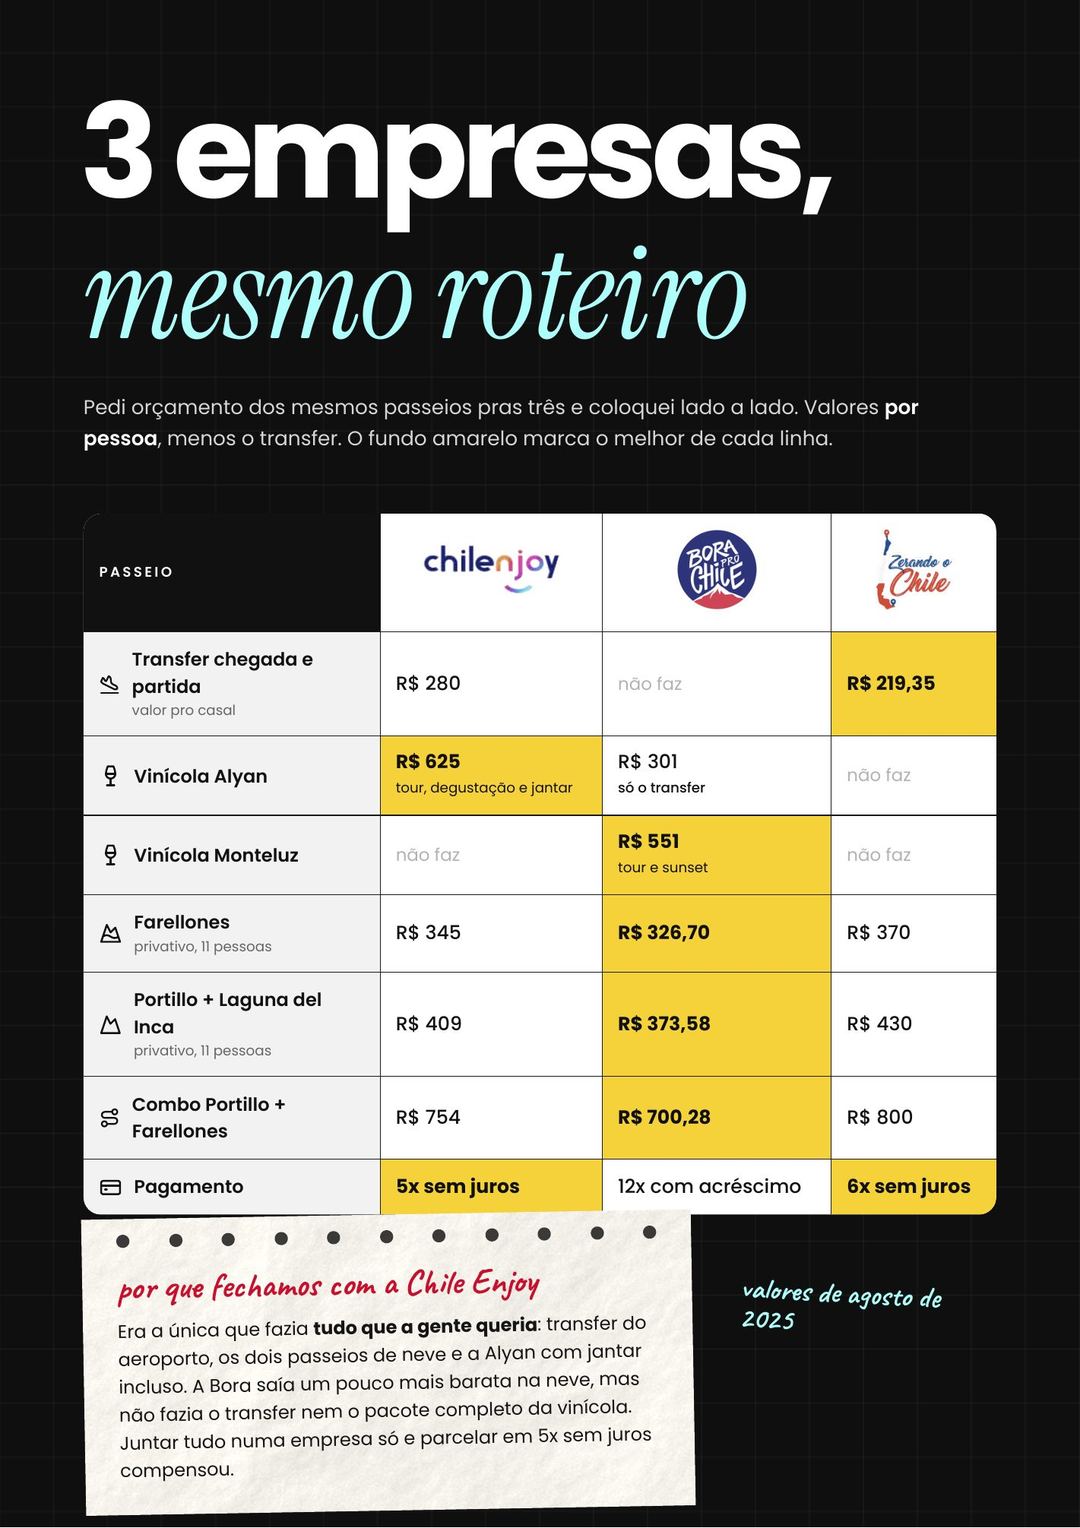 3 empresas,
mesmo roteiro
Pedi orçamento dos mesmos passeios pras três e coloquei lado a lado. Valores por
pessoa, menos o transfer. O fundo amarelo marca o melhor de cada linha.
PASSEIO
chilenjoy
BORA
PRO
CHILE
Zerando o
Chile
Transfer chegada e
partida
valor pro casal
R$ 280
não faz
R$ 219,35
Vinícola Alyan
R$ 625
tour, degustação e jantar
R$ 301
só o transfer
não faz
Vinícola Monteluz
não faz
R$ 551
tour e sunset
não faz
Farellones
privativo, 11 pessoas
R$ 345
R$ 326,70
R$ 370
Portillo + Laguna del
Inca
privativo, 11 pessoas
R$ 409
R$ 373,58
R$ 430
Combo Portillo +
Farellones
R$ 754
R$ 700,28
R$ 800
Pagamento
5x sem juros
12x com acréscimo
6x sem juros
por que fechamos com a Chile Enjoy
Era a única que fazia tudo que a gente queria: transfer do
aeroporto, os dois passeios de neve e a Alyan com jantar
incluso. A Bora saía um pouco mais barata na neve, mas
não fazia o transfer nem o pacote completo da vinícola.
Juntar tudo numa empresa só e parcelar em 5x sem juros
compensou.
valores de agosto de
2025